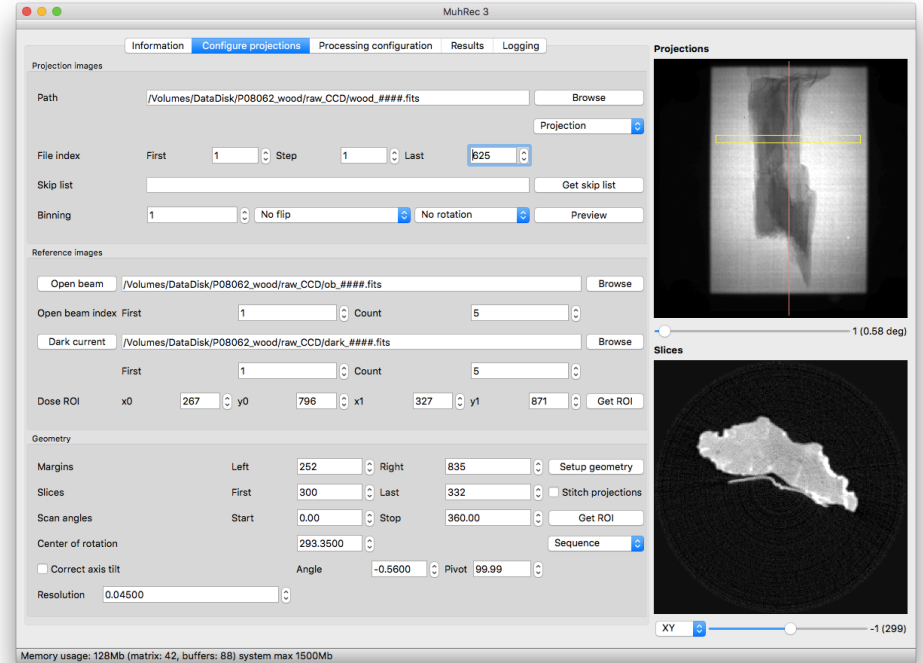 MuhRec 3
Information Configure projections Processing configuration Results Logging
Projection images
Path /Volumes/DataDisk/P08062_wood/raw_CCD/wood_####.fits Browse
Projection
File index First 1 Step 1 Last 625
Skip list Get skip list
Binning 1 No flip No rotation Preview
Reference images
Open beam /Volumes/DataDisk/P08062_wood/raw_CCD/ob_####.fits Browse
Open beam index First 1 Count 5
Dark current /Volumes/DataDisk/P08062_wood/raw_CCD/dark_####.fits Browse
First 1 Count 5
Dose ROI x0 267 y0 796 x1 327 y1 871 Get ROI
Geometry
Margins Left 252 Right 835 Setup geometry
Slices First 300 Last 332 Stitch projections
Scan angles Start 0.00 Stop 360.00 Get ROI
Center of rotation 293.3500 Sequence
Correct axis tilt Angle -0.5600 Pivot 99.99
Resolution 0.04500
Projections
1 (0.58 deg)
Slices
XY -1 (299)
Memory usage: 128Mb (matrix: 42, buffers: 88) system max 1500Mb